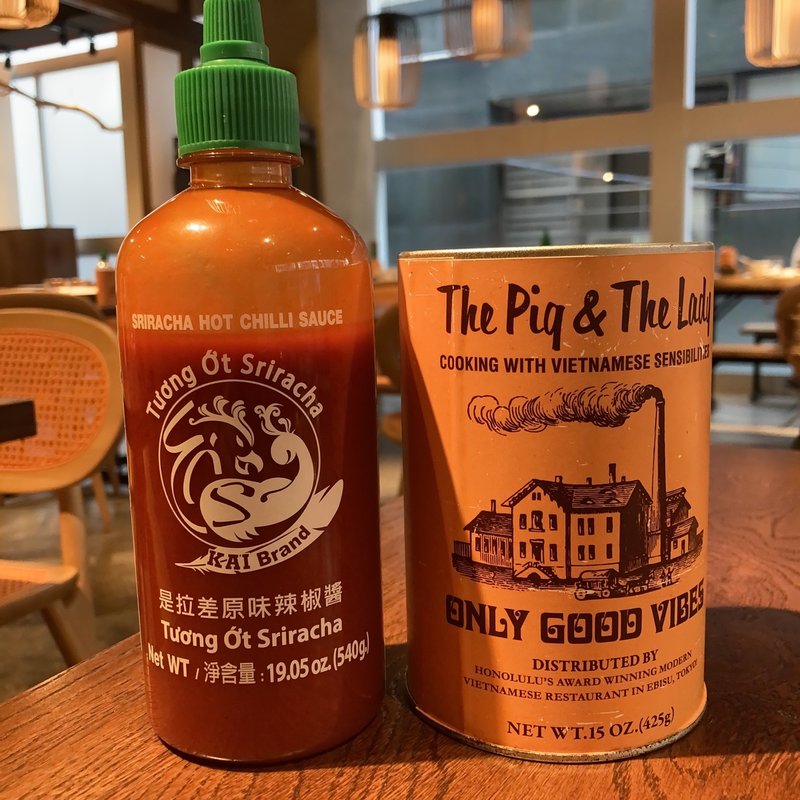 SRIRACHA HOT CHILLI SAUCE
Tương Ớt Sriracha
KAI Brand
是拉差原味辣椒醬
Tương Ớt Sriracha
Net WT / 淨含量 : 19.05 oz. (540g.)
The Pig & The Lady
COOKING WITH VIETNAMESE SENSIBILITIES
ONLY GOOD VIBES
DISTRIBUTED BY
HONOLULU'S AWARD WINNING MODERN
VIETNAMESE RESTAURANT IN EBISU, TOKYO!
NET WT. 15 OZ. (425g)